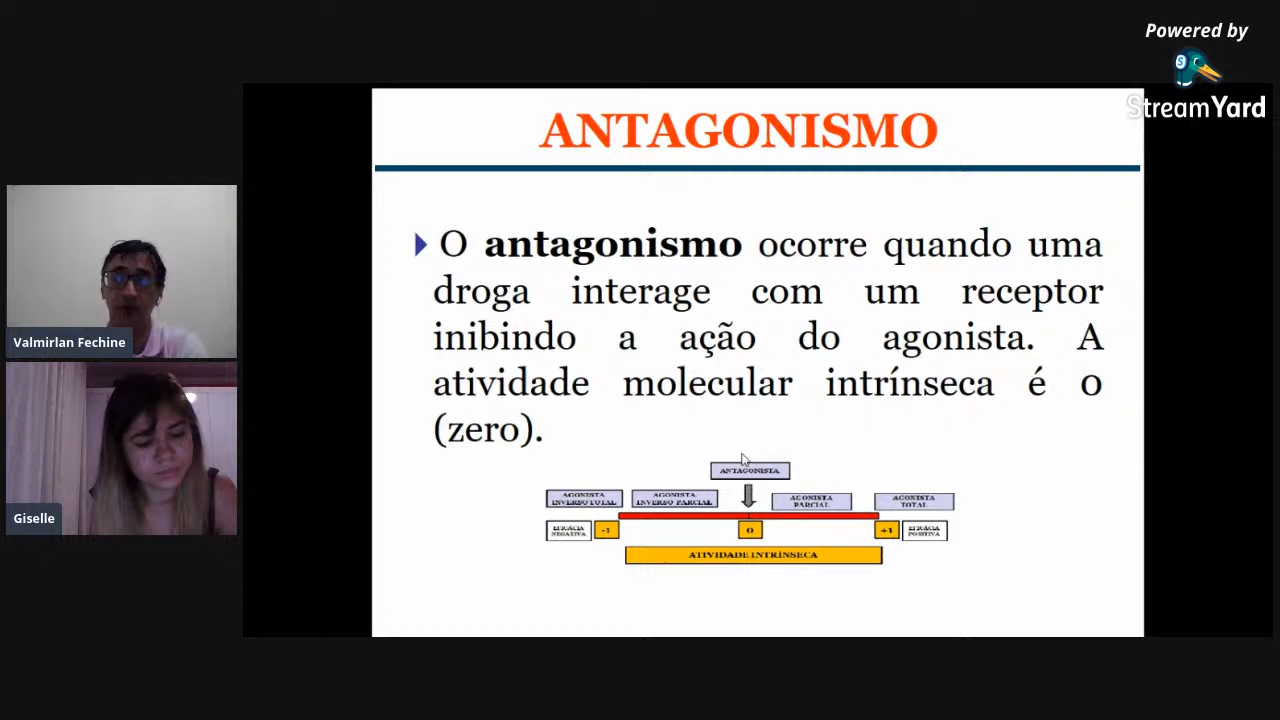 Powered by
StreamYard
ANTAGONISMO
O antagonismo ocorre quando uma
droga interage com um receptor
inibindo a ação do agonista. A
atividade molecular intrínseca é 0
(zero).
ANTAGONISTA
AGONISTA
INVERSO TOTAL
AGONISTA
INVERSO PARCIAL
AGONISTA
PARCIAL
AGONISTA
TOTAL
EFICÁCIA
NEGATIVA
-1
0
+1
EFICÁCIA
POSITIVA
ATIVIDADE INTRÍNSECA
Valmirlan Fechine
Giselle